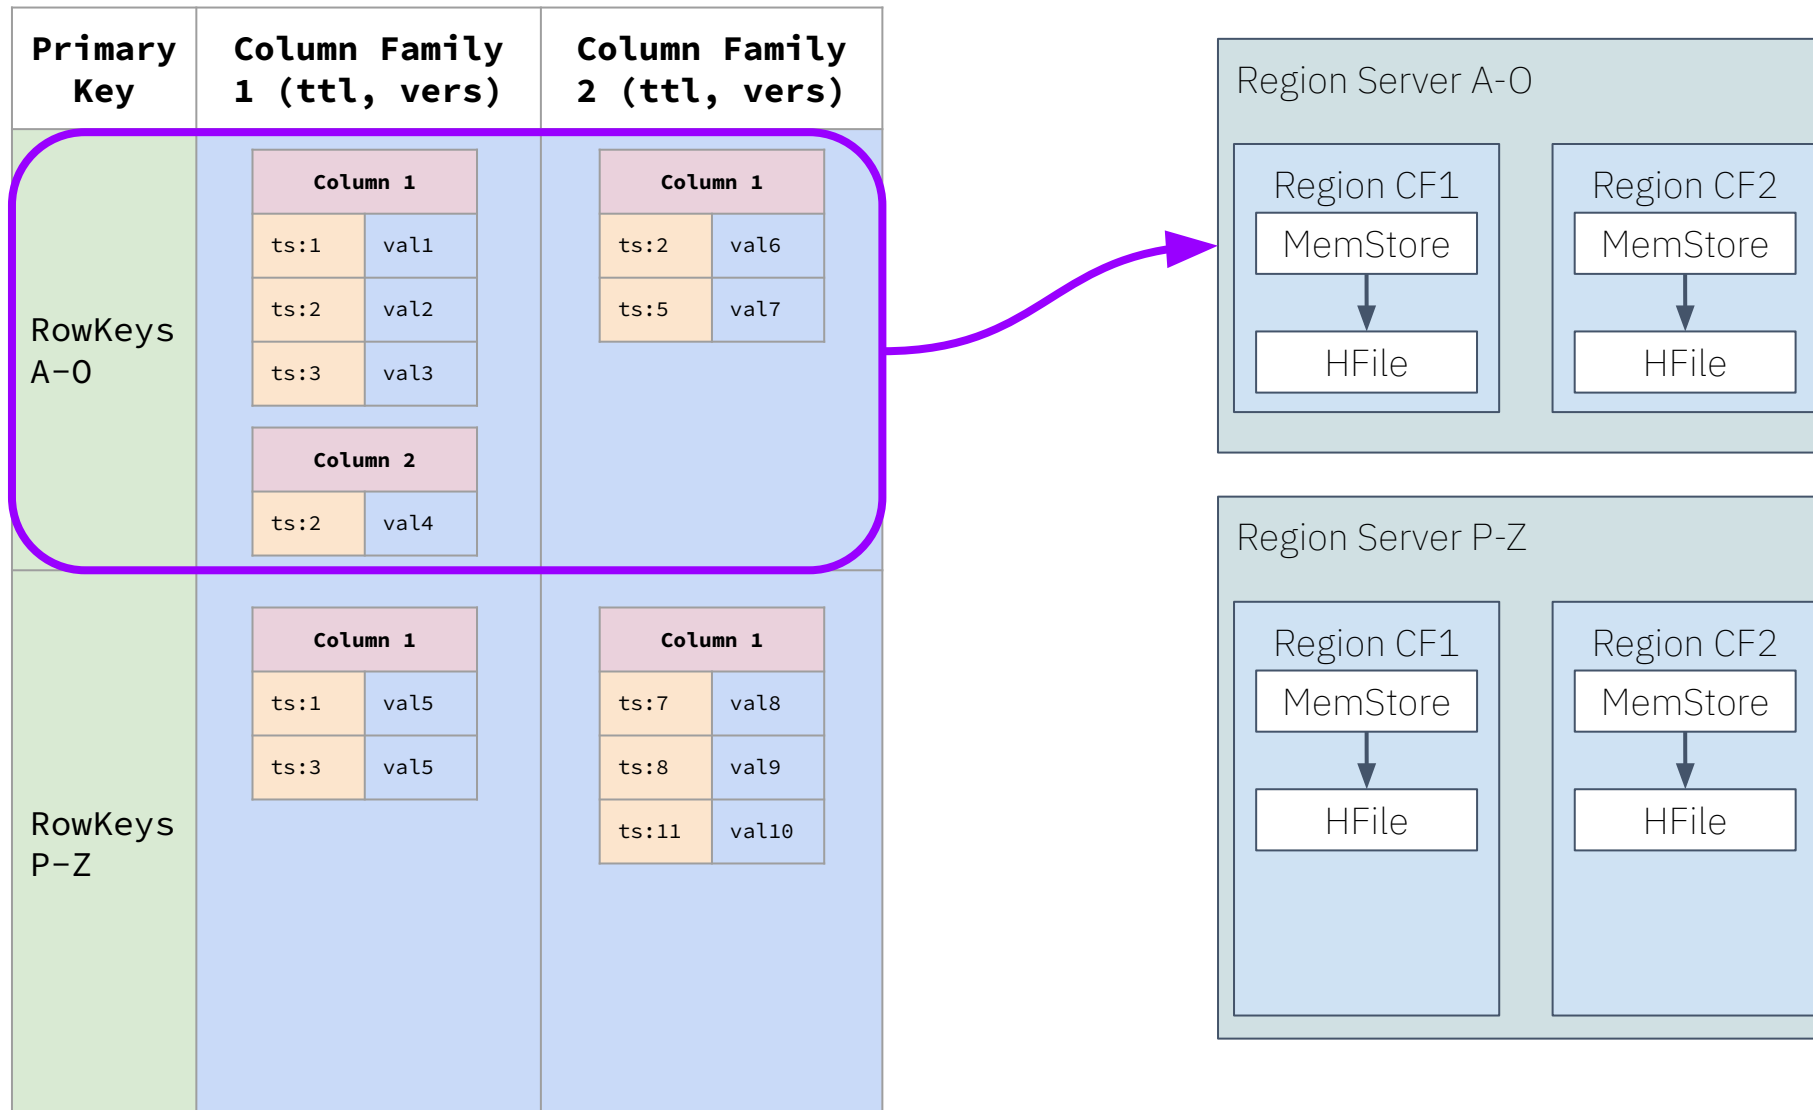 Primary
Key
Column Family
1 (ttl, vers)
Column Family
2 (ttl, vers)
RowKeys
A-O
Column 1
ts:1 val1
ts:2 val2
ts:3 val3
Column 2
ts:2 val4
Column 1
ts:2 val6
ts:5 val7
RowKeys
P-Z
Column 1
ts:1 val5
ts:3 val5
Column 1
ts:7 val8
ts:8 val9
ts:11 val10
Region Server A-O
Region CF1
MemStore
HFile
Region CF2
MemStore
HFile
Region Server P-Z
Region CF1
MemStore
HFile
Region CF2
MemStore
HFile